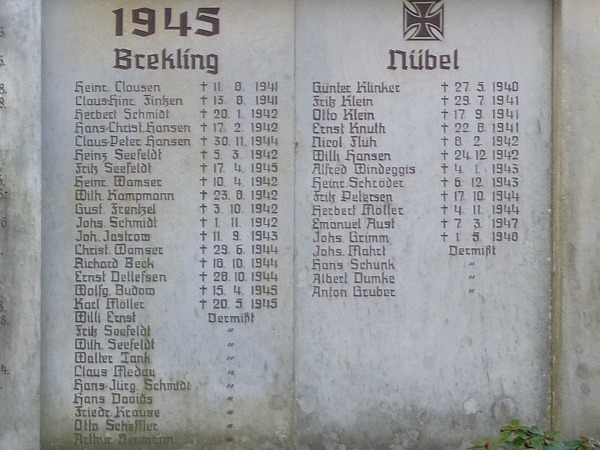 1945
Brekling
Heinr. Clausen † 11. 8. 1941
Claus-Hinr. Finken † 13. 8. 1941
Herbert Schmidt † 20. 1. 1942
Hans-Christ. Hansen † 17. 2. 1942
Claus-Peter Hansen † 30. 11. 1944
Heinz Seefeldt † 5. 3. 1942
Fritz Seefeldt † 17. 4. 1945
Heinr. Wamser † 10. 4. 1942
Wilh. Kampmann † 23. 8. 1942
Gust. Frentzel † 3. 10. 1942
Johs. Schmidt † 1. 11. 1942
Joh. Jastrow † 11. 9. 1943
Christ. Wamser † 29. 6. 1944
Richard Beck † 18. 10. 1944
Ernst Detlefsen † 28. 10. 1944
Wolfg. Budow † 15. 4. 1945
Karl Möller † 20. 5. 1945
Willi Ernst Vermißt
Fritz Seefeldt "
Wilh. Seefeldt "
Walter Tank "
Claus Medau "
Hans-Jürg. Schmidt "
Hans Davids "
Friedr. Krause "
Otto Scheffler "
Arthur Neumann "
Nübel
Günter Klinker † 27. 5. 1940
Fritz Klein † 29. 7. 1941
Otto Klein † 17. 9. 1941
Ernst Knuth † 22. 8. 1941
Nicol. Flüh † 8. 2. 1942
Willi Hansen † 24. 12. 1942
Alfred Windeggis † 4. 1. 1943
Heinr. Schröder † 6. 12. 1943
Fritz Petersen † 17. 10. 1944
Herbert Möller † 4. 11. 1944
Emanuel Aust † 7. 3. 1947
Johs. Grimm † 1. 5. 1948
Johs. Mahrt Vermißt
Hans Schunk "
Albert Dumke "
Anton Gruber "